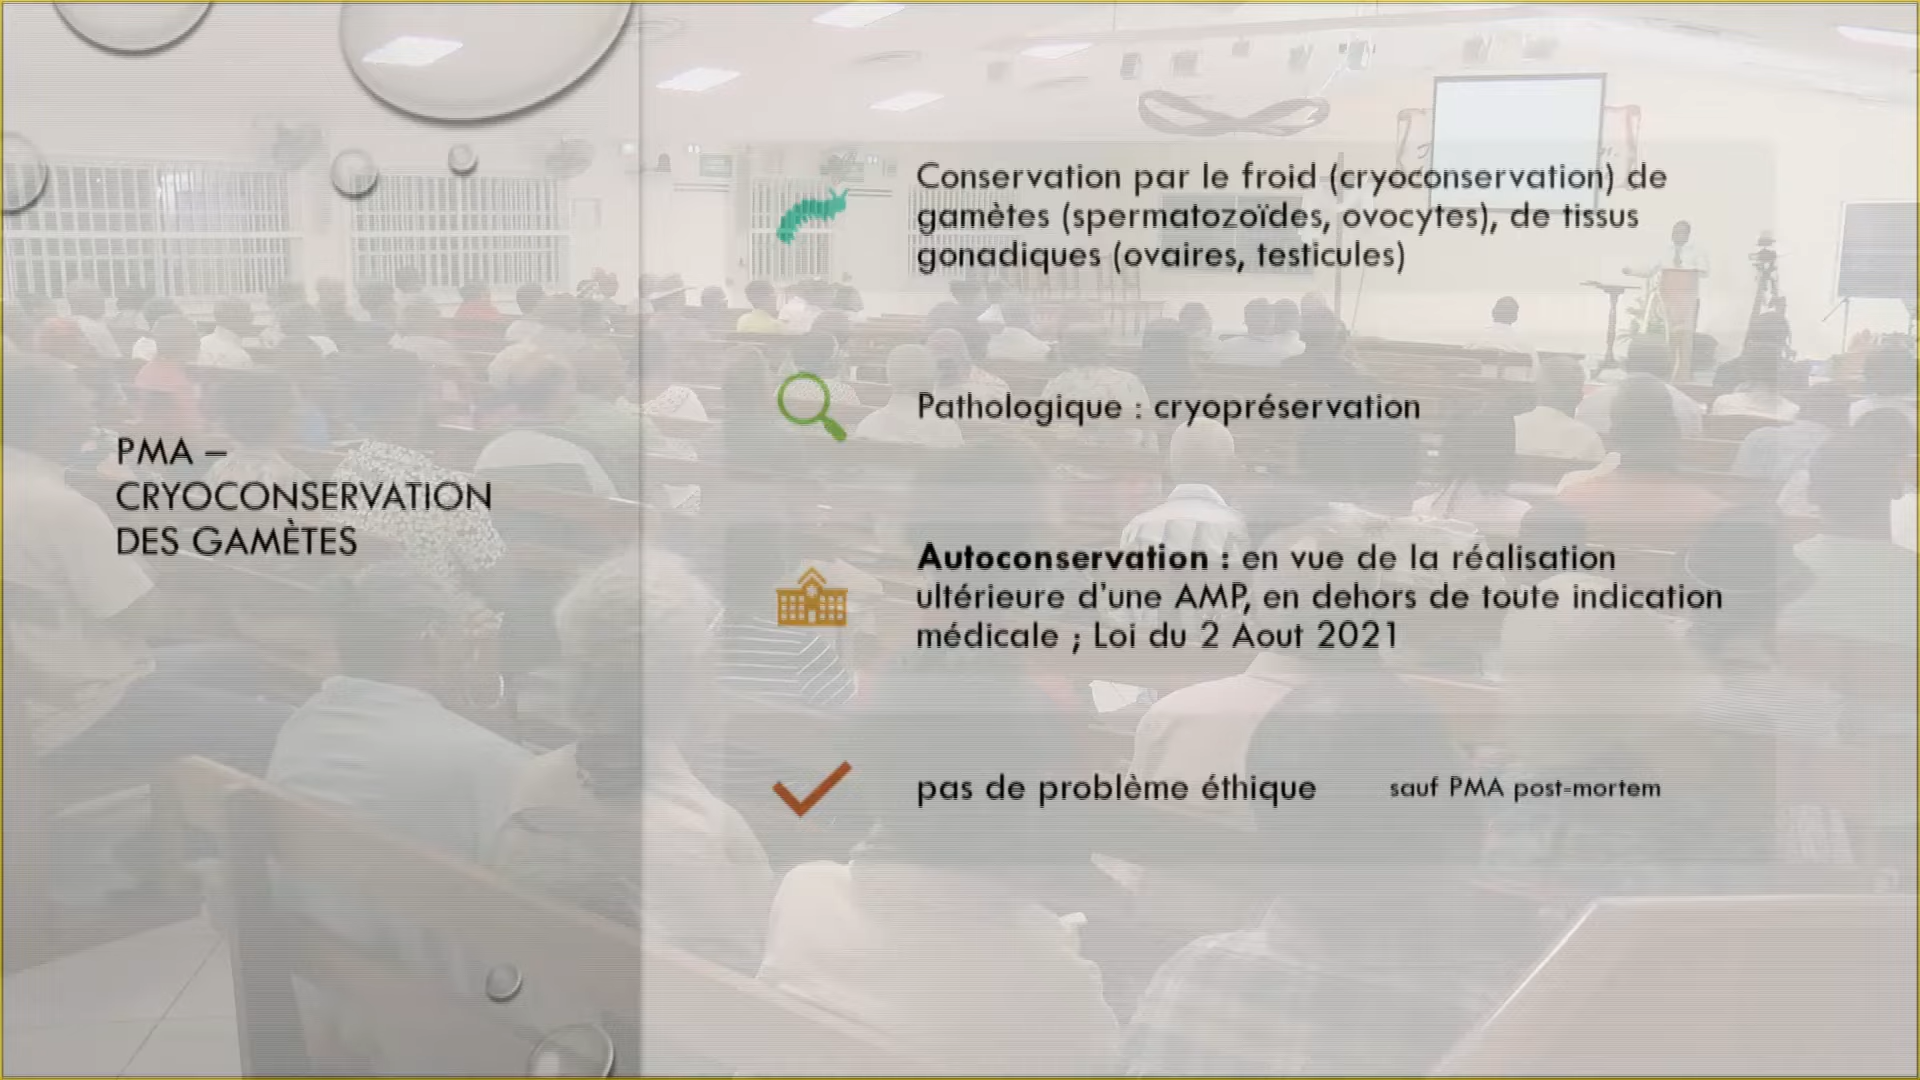 PMA –
CRYOCONSERVATION
DES GAMÈTES
Conservation par le froid (cryoconservation) de
gamètes (spermatozoïdes, ovocytes), de tissus
gonadiques (ovaires, testicules)
Pathologique : cryopréservation
Autoconservation : en vue de la réalisation
ultérieure d'une AMP, en dehors de toute indication
médicale ; Loi du 2 Aout 2021
pas de problème éthique
sauf PMA post-mortem